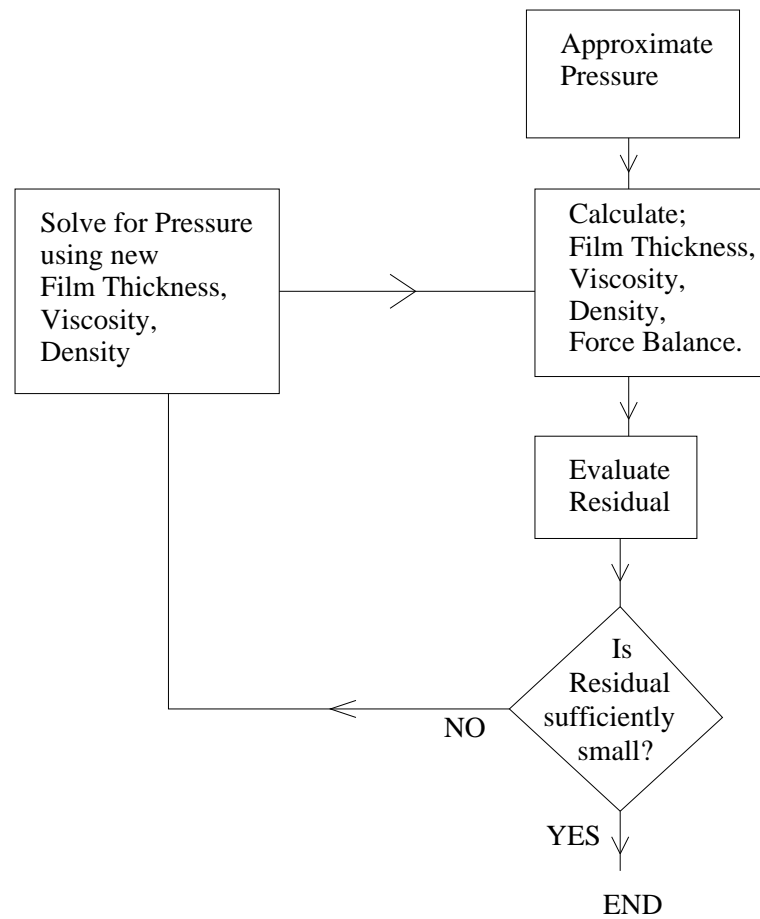 Approximate
Pressure
Solve for Pressure
using new
Film Thickness,
Viscosity,
Density
Calculate;
Film Thickness,
Viscosity,
Density,
Force Balance.
Evaluate
Residual
Is
Residual
sufficiently
small?
NO
YES
END